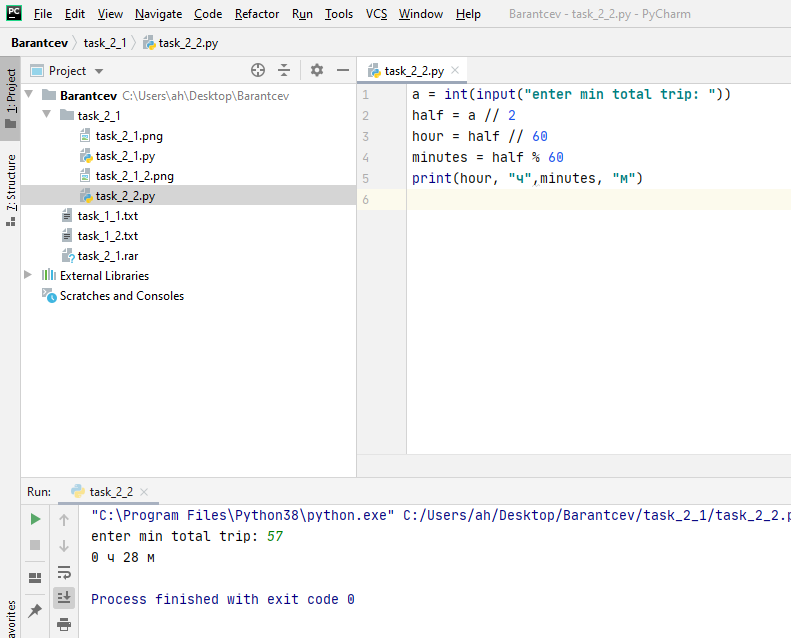 PC File Edit View Navigate Code Refactor Run Tools VCS Window Help Barantcev - task_2_2.py - PyCharm
Barantcev task_2_1 task_2_2.py
1: Project
7: Structure
avorites
Project
Barantcev C:\Users\ah\Desktop\Barantcev
task_2_1
task_2_1.png
task_2_1.py
task_2_1_2.png
task_2_2.py
task_1_1.txt
task_1_2.txt
task_2_1.rar
External Libraries
Scratches and Consoles
task_2_2.py
1 a = int(input("enter min total trip: "))
2 half = a // 2
3 hour = half // 60
4 minutes = half % 60
5 print(hour, "ч",minutes, "м")
6
Run: task_2_2
"C:\Program Files\Python38\python.exe" C:/Users/ah/Desktop/Barantcev/task_2_1/task_2_2.p
enter min total trip: 57
0 ч 28 м
Process finished with exit code 0